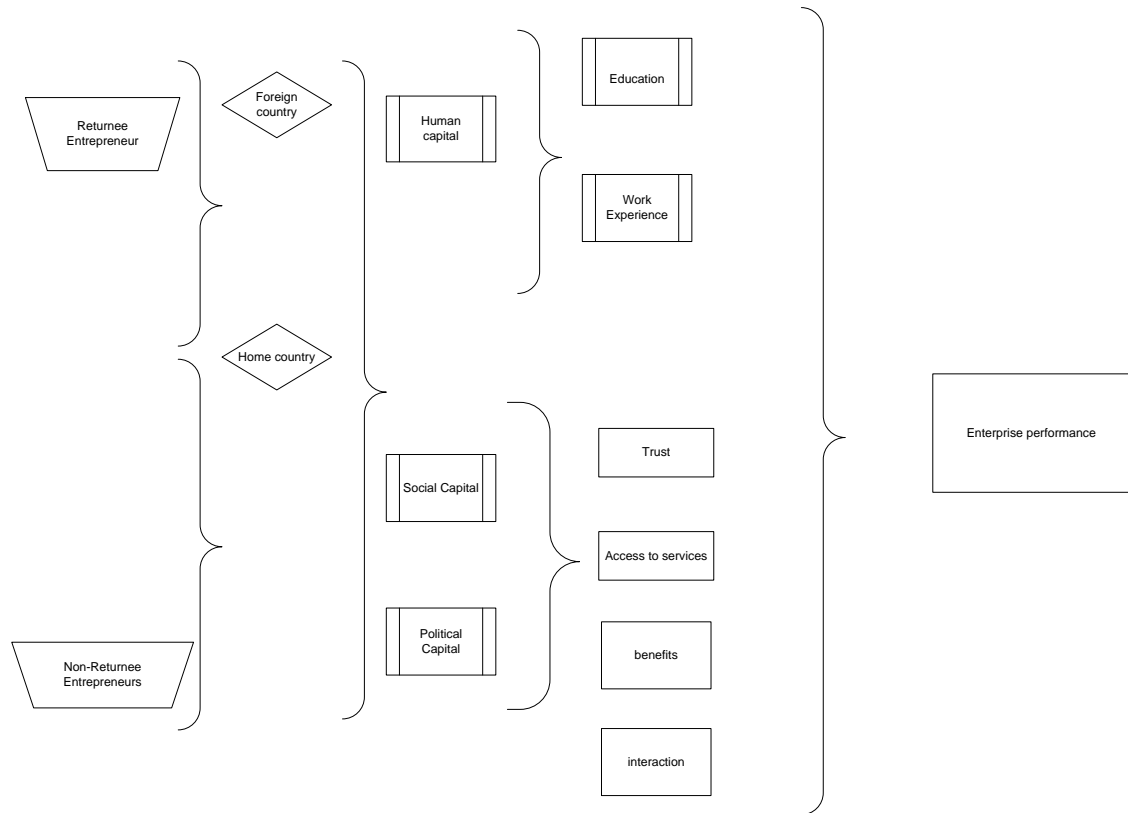 Returnee
Entrepreneur
Non-Returnee
Entrepreneurs
Foreign
country
Home country
Human
capital
Social Capital
Political
Capital
Education
Work
Experience
Trust
Access to services
benefits
interaction
Enterprise performance